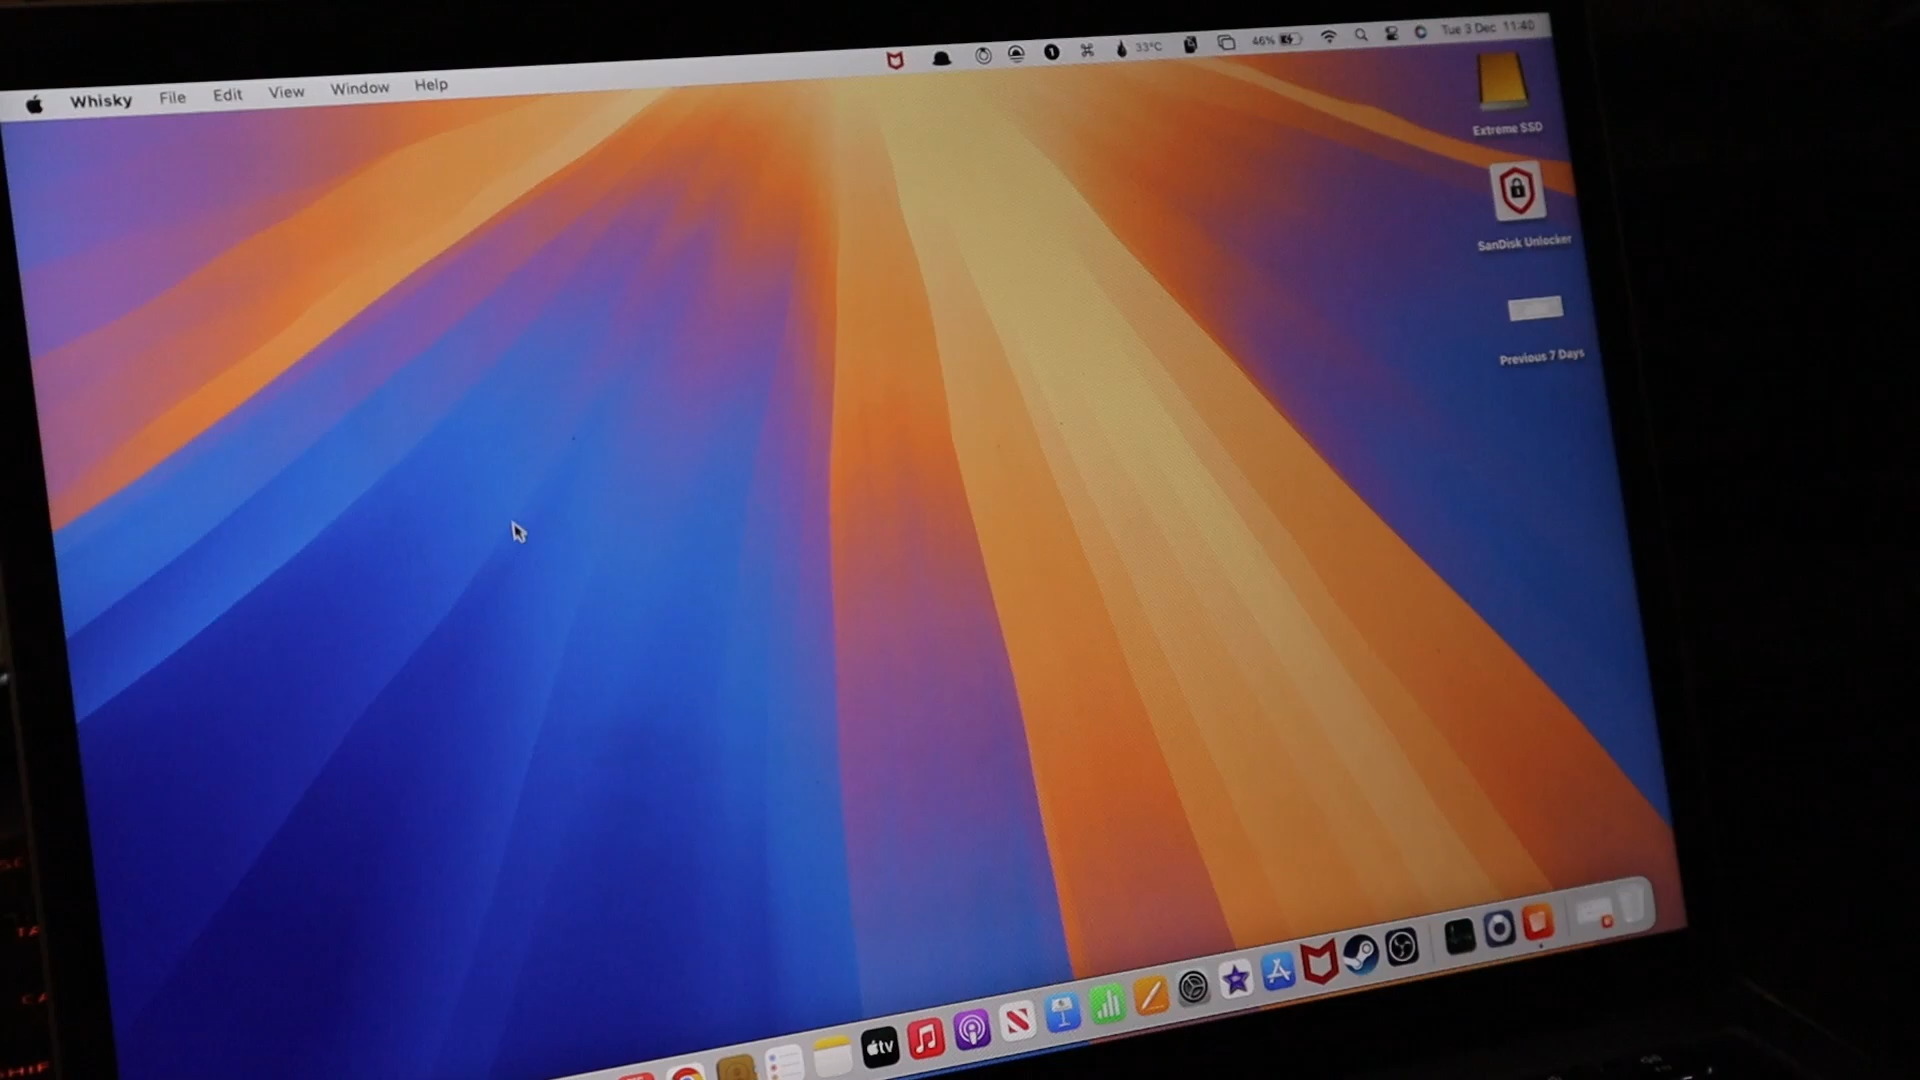 Whisky File Edit View Window Help 33°C 46% Tue 3 Dec 11:40
Extreme SSD
SanDisk Unlocker
Previous 7 Days
tv
SHIF